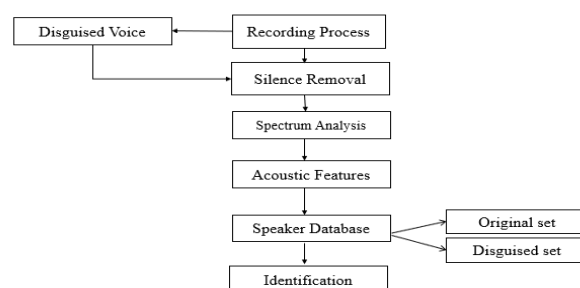 Disguised Voice
Recording Process
Silence Removal
Spectrum Analysis
Acoustic Features
Speaker Database
Original set
Disguised set
Identification